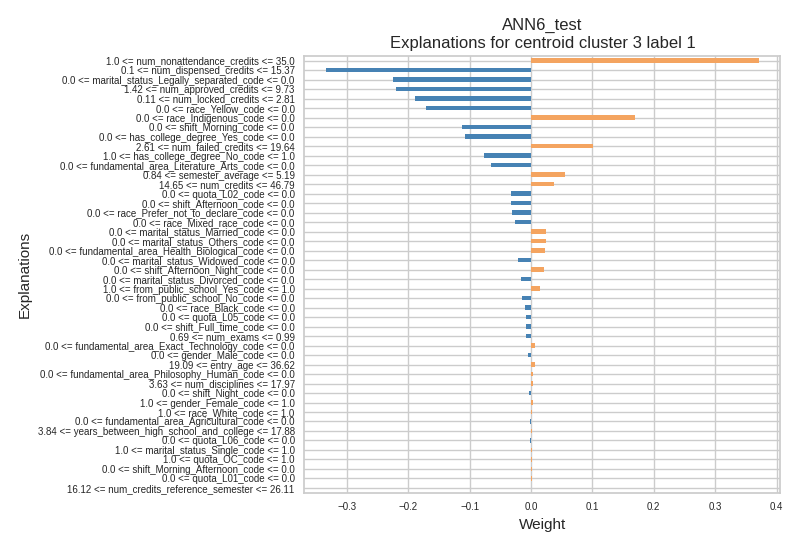 ANN6_test
Explanations for centroid cluster 3 label 1
1.0 <= num_nonattendance_credits <= 35.0
0.1 <= num_dispensed_credits <= 15.37
0.0 <= marital_status_Legally_separated_code <= 0.0
1.42 <= num_approved_credits <= 9.73
0.11 <= num_locked_credits <= 2.81
0.0 <= race_Yellow_code <= 0.0
0.0 <= race_Indigenous_code <= 0.0
0.0 <= shift_Morning_code <= 0.0
0.0 <= has_college_degree_Yes_code <= 0.0
2.61 <= num_failed_credits <= 19.64
1.0 <= has_college_degree_No_code <= 1.0
0.0 <= fundamental_area_Literature_Arts_code <= 0.0
0.84 <= semester_average <= 5.19
14.65 <= num_credits <= 46.79
0.0 <= quota_L02_code <= 0.0
0.0 <= shift_Afternoon_code <= 0.0
0.0 <= race_Prefer_not_to_declare_code <= 0.0
0.0 <= race_Mixed_race_code <= 0.0
0.0 <= marital_status_Married_code <= 0.0
0.0 <= marital_status_Others_code <= 0.0
0.0 <= fundamental_area_Health_Biological_code <= 0.0
0.0 <= marital_status_Widowed_code <= 0.0
0.0 <= shift_Afternoon_Night_code <= 0.0
0.0 <= marital_status_Divorced_code <= 0.0
1.0 <= from_public_school_Yes_code <= 1.0
0.0 <= from_public_school_No_code <= 0.0
0.0 <= race_Black_code <= 0.0
0.0 <= quota_L05_code <= 0.0
0.0 <= shift_Full_time_code <= 0.0
0.69 <= num_exams <= 0.99
0.0 <= fundamental_area_Exact_Technology_code <= 0.0
0.0 <= gender_Male_code <= 0.0
19.09 <= entry_age <= 36.62
0.0 <= fundamental_area_Philosophy_Human_code <= 0.0
3.63 <= num_disciplines <= 17.97
0.0 <= shift_Night_code <= 0.0
1.0 <= gender_Female_code <= 1.0
1.0 <= race_White_code <= 1.0
0.0 <= fundamental_area_Agricultural_code <= 0.0
3.84 <= years_between_high_school_and_college <= 17.88
0.0 <= quota_L06_code <= 0.0
1.0 <= marital_status_Single_code <= 1.0
1.0 <= quota_OC_code <= 1.0
0.0 <= shift_Morning_Afternoon_code <= 0.0
0.0 <= quota_L01_code <= 0.0
16.12 <= num_credits_reference_semester <= 26.11
Explanations
−0.3 −0.2 −0.1 0.0 0.1 0.2 0.3 0.4
Weight